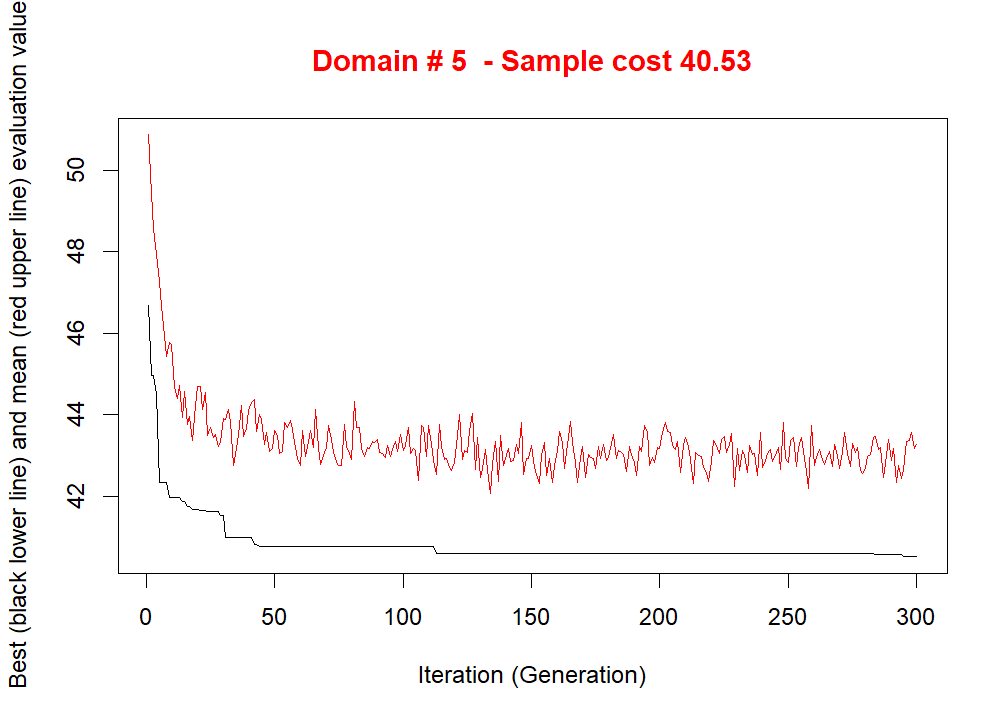 Domain # 5  - Sample cost 40.53
Best (black lower line) and mean (red upper line) evaluation value
50
48
46
44
42
0 50 100 150 200 250 300
Iteration (Generation)